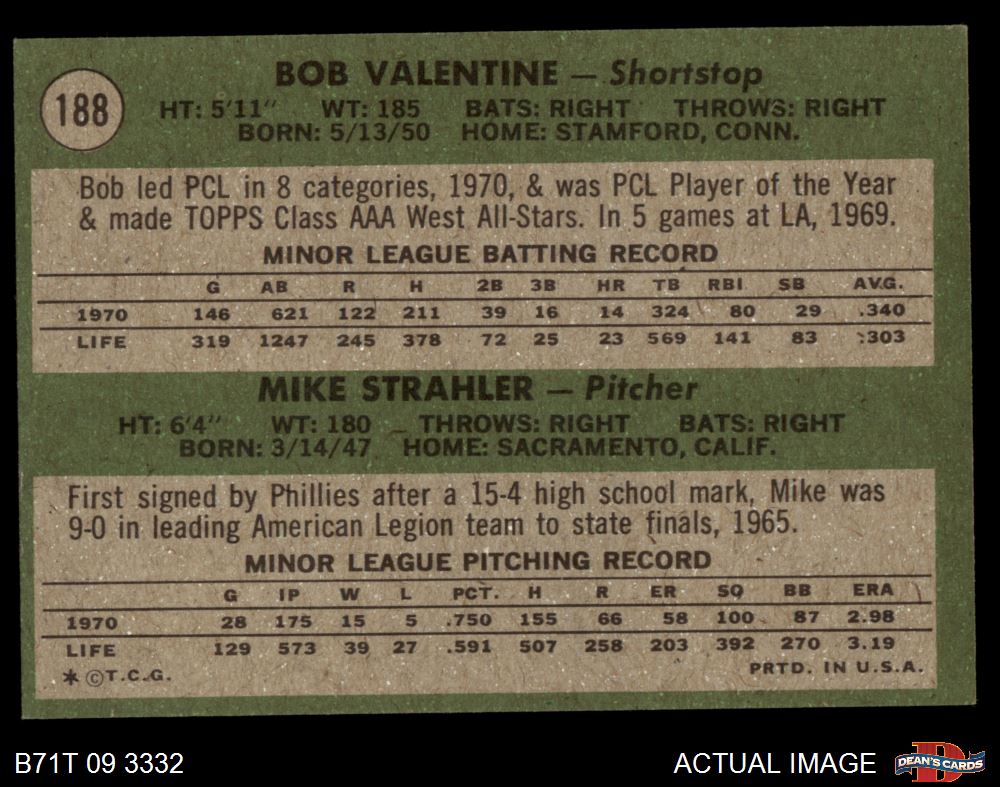 188
BOB VALENTINE — Shortstop
HT: 5'11" WT: 185 BATS: RIGHT THROWS: RIGHT
BORN: 5/13/50 HOME: STAMFORD, CONN.
Bob led PCL in 8 categories, 1970, & was PCL Player of the Year
& made TOPPS Class AAA West All-Stars. In 5 games at LA, 1969.
MINOR LEAGUE BATTING RECORD
G AB R H 2B 3B HR TB RBI SB AVG.
1970 146 621 122 211 39 16 14 324 80 29 .340
LIFE 319 1247 245 378 72 25 23 569 141 83 .303
MIKE STRAHLER — Pitcher
HT: 6'4" WT: 180 THROWS: RIGHT BATS: RIGHT
BORN: 3/14/47 HOME: SACRAMENTO, CALIF.
First signed by Phillies after a 15-4 high school mark, Mike was
9-0 in leading American Legion team to state finals, 1965.
MINOR LEAGUE PITCHING RECORD
G IP W L PCT. H R ER SO BB ERA
1970 28 175 15 5 .750 155 66 58 100 87 2.98
LIFE 129 573 39 27 .591 507 258 203 392 270 3.19
* ©T.C.G. PRTD. IN U.S.A.
B71T 09 3332 ACTUAL IMAGE DEAN'S CARDS